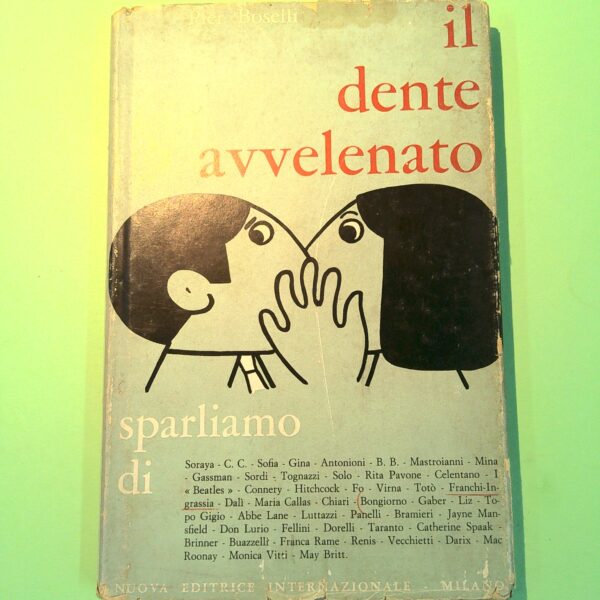 Pier Boselli
il
dente
avvelenato
sparliamo
di
Soraya - C. C. - Sofia - Gina - Antonioni - B. B. - Mastroianni - Mina
- Gassman - Sordi - Tognazzi - Solo - Rita Pavone - Celentano - I
« Beatles » - Connery - Hitchcock - Fo - Virna - Totò - Franchi-In-
grassia - Dalì - Maria Callas - Chiari - Bongiorno - Gaber - Liz - To-
po Gigio - Abbe Lane - Luttazzi - Panelli - Bramieri - Jayne Man-
sfield - Don Lurio - Fellini - Dorelli - Taranto - Catherine Spaak -
Brinner - Buazzelli - Franca Rame - Renis - Vecchietti - Darix - Mac
Roonay - Monica Vitti - May Britt.
NUOVA EDITRICE INTERNAZIONALE - MILANO